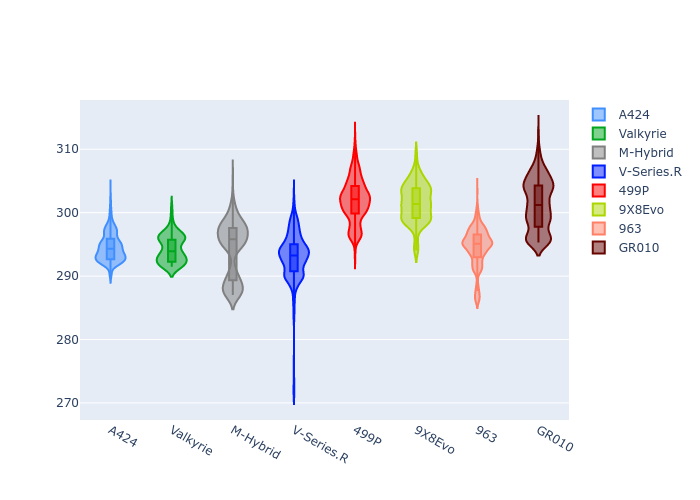 310
300
290
280
270
A424
Valkyrie
M-Hybrid
V-Series.R
499P
9X8Evo
963
GR010
A424
Valkyrie
M-Hybrid
V-Series.R
499P
9X8Evo
963
GR010